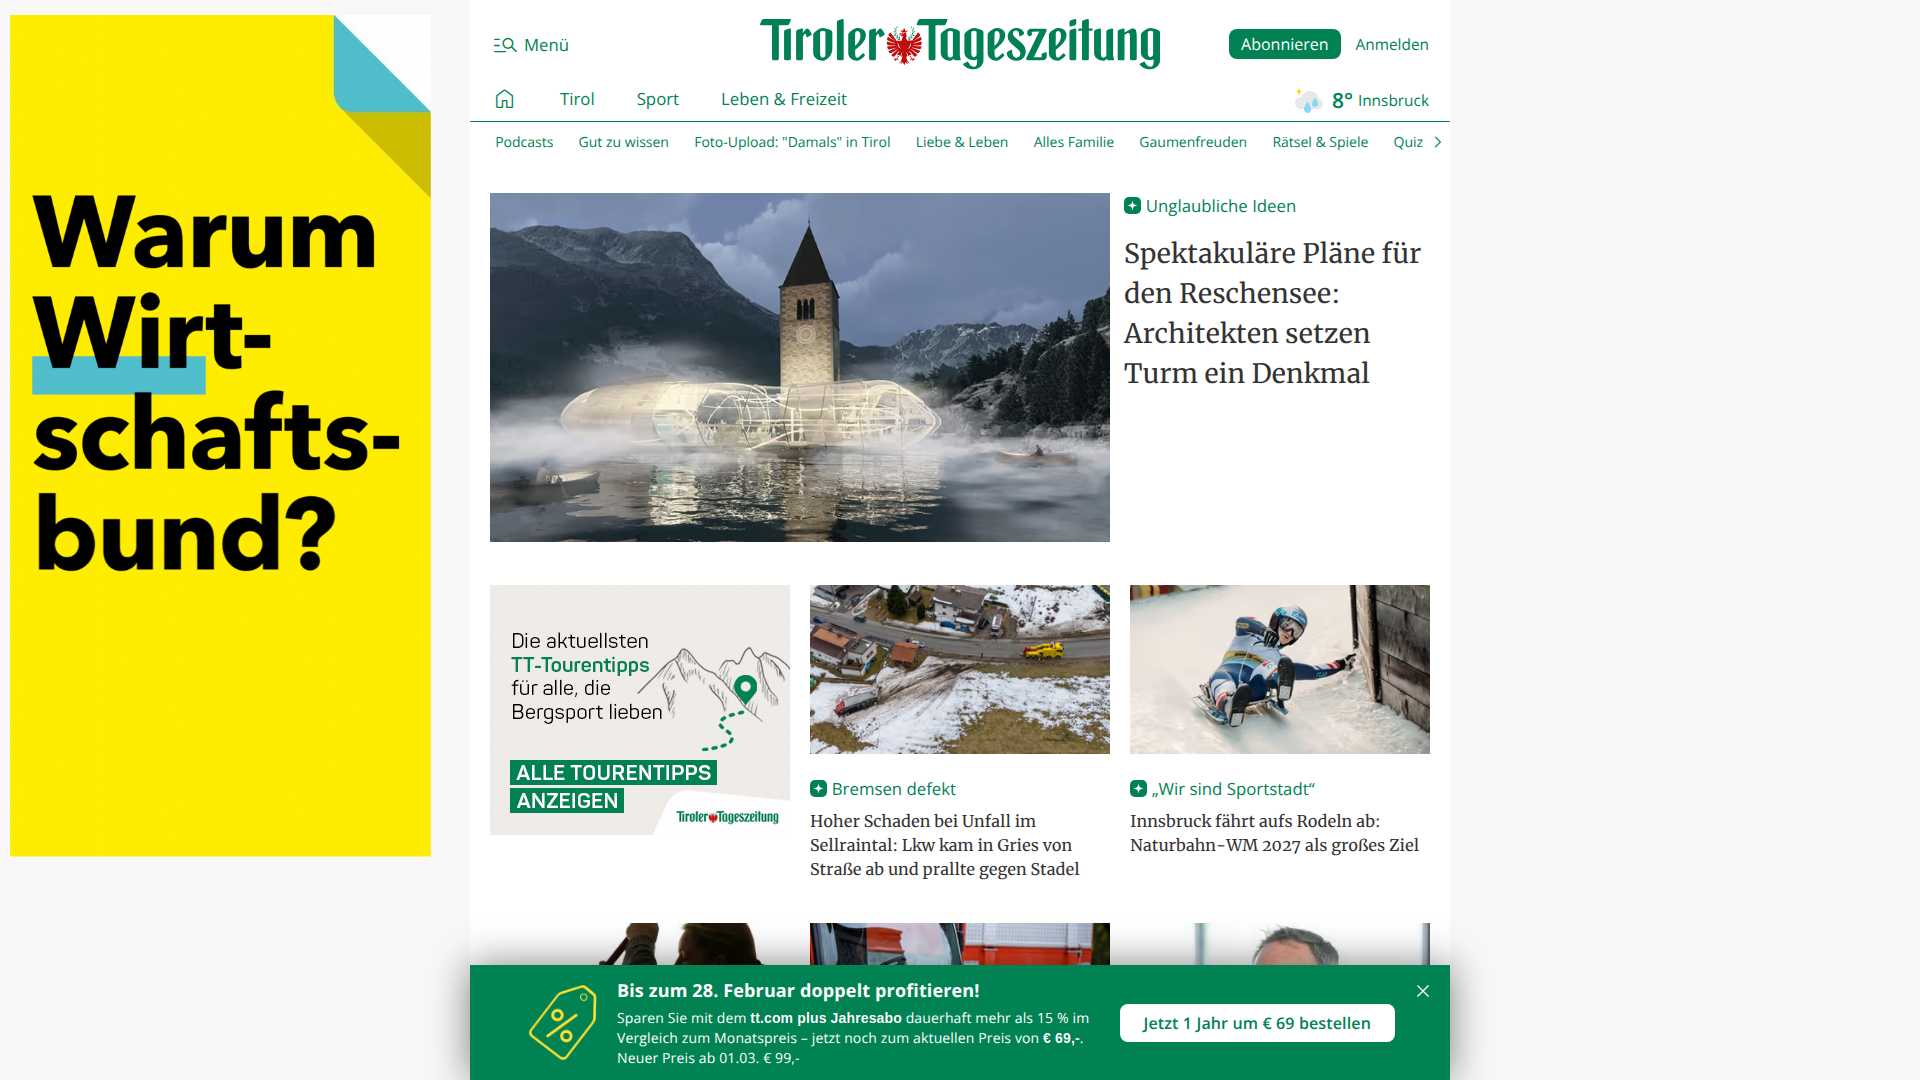 Warum
Wirt-
schafts-
bund?
Menü
Tiroler Tageszeitung
Abonnieren
Anmelden
Tirol
Sport
Leben & Freizeit
8° Innsbruck
Podcasts
Gut zu wissen
Foto-Upload: "Damals" in Tirol
Liebe & Leben
Alles Familie
Gaumenfreuden
Rätsel & Spiele
Quiz
Unglaubliche Ideen
Spektakuläre Pläne für
den Reschensee:
Architekten setzen
Turm ein Denkmal
Die aktuellsten
TT-Tourentipps
für alle, die
Bergsport lieben
ALLE TOURENTIPPS
ANZEIGEN
Tiroler Tageszeitung
Bremsen defekt
Hoher Schaden bei Unfall im
Sellraintal: Lkw kam in Gries von
Straße ab und prallte gegen Stadel
„Wir sind Sportstadt“
Innsbruck fährt aufs Rodeln ab:
Naturbahn-WM 2027 als großes Ziel
Bis zum 28. Februar doppelt profitieren!
Sparen Sie mit dem tt.com plus Jahresabo dauerhaft mehr als 15 % im
Vergleich zum Monatspreis – jetzt noch zum aktuellen Preis von € 69,-.
Neuer Preis ab 01.03. € 99,-
Jetzt 1 Jahr um € 69 bestellen